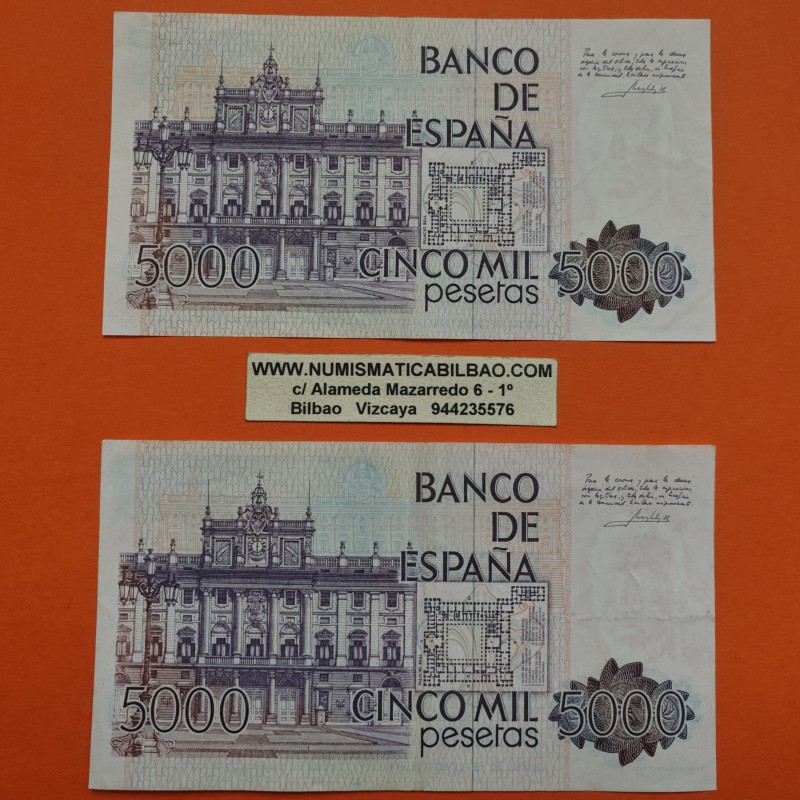 BANCO
DE
ESPAÑA
5000
CINCO MIL
pesetas
5000
WWW.NUMISMATICABILBAO.COM
c/ Alameda Mazarredo 6 - 1º
Bilbao Vizcaya 944235576
BANCO
DE
ESPAÑA
5000
CINCO MIL
pesetas
5000